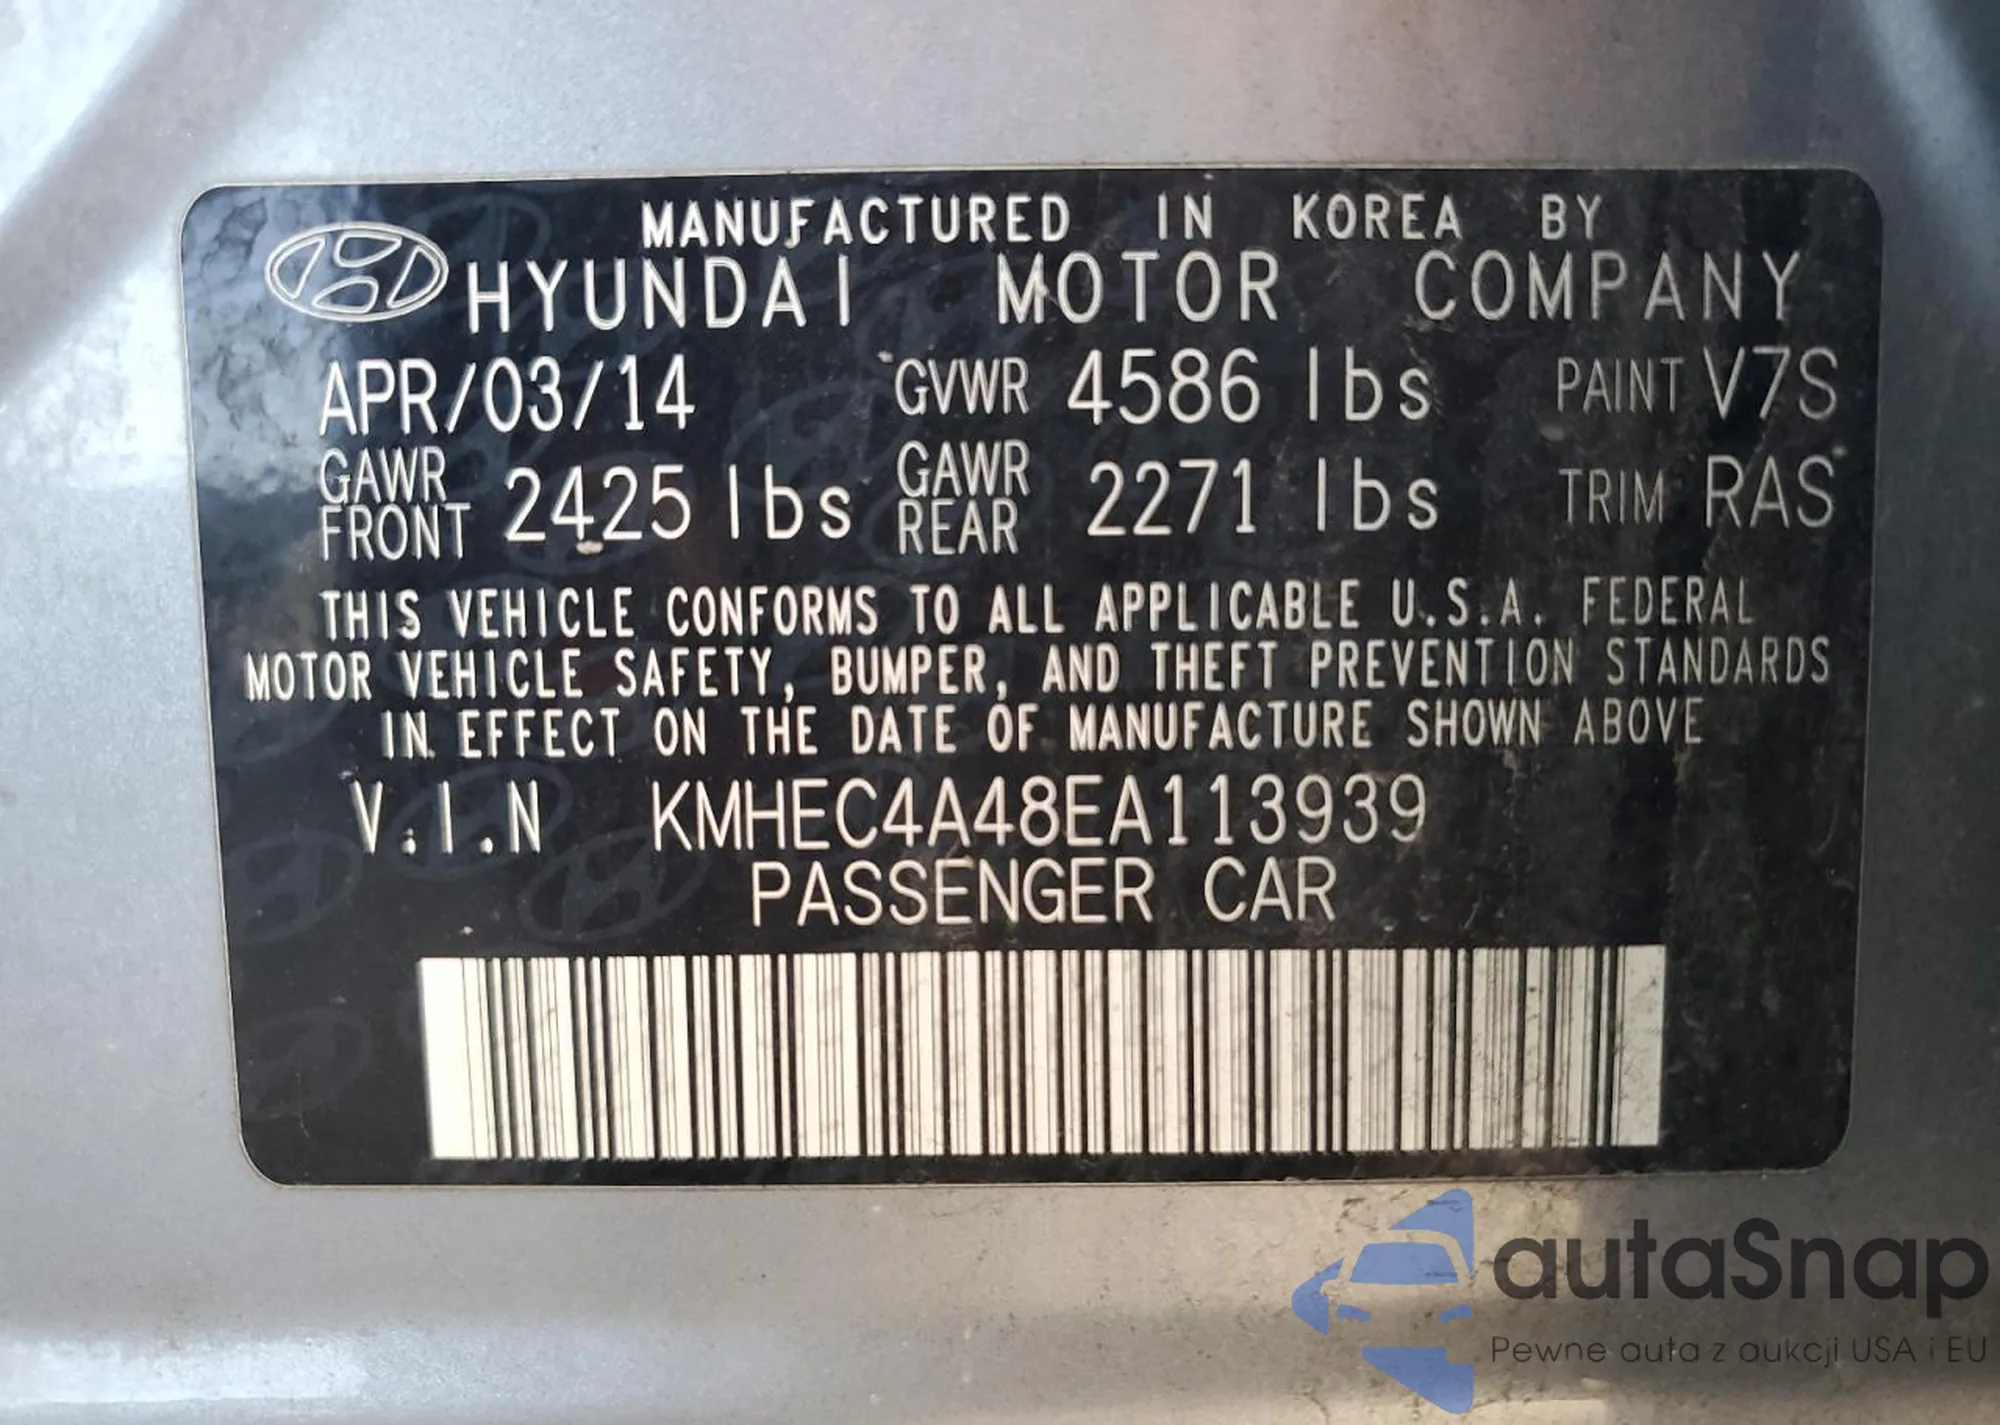 MANUFACTURED IN KOREA BY
HYUNDAI MOTOR COMPANY
APR/03/14 GVWR 4586 lbs PAINT V7S
GAWR FRONT 2425 lbs GAWR REAR 2271 lbs TRIM RAS
THIS VEHICLE CONFORMS TO ALL APPLICABLE U.S.A. FEDERAL
MOTOR VEHICLE SAFETY, BUMPER, AND THEFT PREVENTION STANDARDS
IN EFFECT ON THE DATE OF MANUFACTURE SHOWN ABOVE
V.I.N KMHEC4A48EA113939
PASSENGER CAR
autaSnap
Pewne auta z aukcji USA i EU